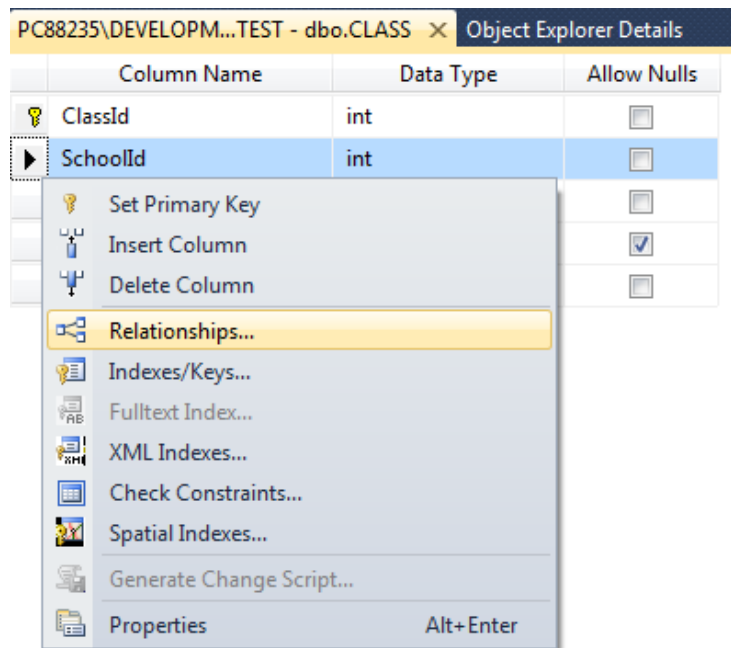 PC88235\DEVELOPM...TEST - dbo.CLASS Object Explorer Details
Column Name Data Type Allow Nulls
ClassId int
SchoolId int
Set Primary Key
Insert Column
Delete Column
Relationships...
Indexes/Keys...
Fulltext Index...
XML Indexes...
Check Constraints...
Spatial Indexes...
Generate Change Script...
Properties Alt+Enter